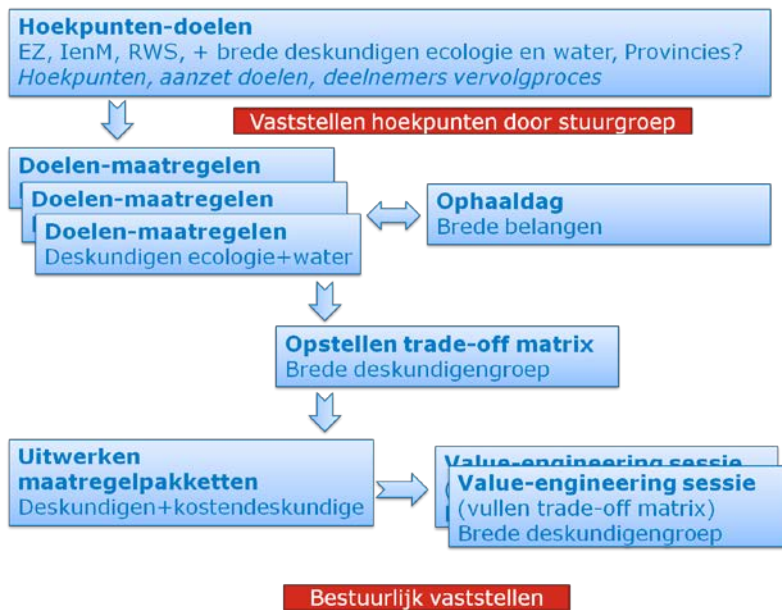 Hoekpunten-doelen
EZ, IenM, RWS, + brede deskundigen ecologie en water, Provincies?
Hoekpunten, aanzet doelen, deelnemers vervolgproces
Vaststellen hoekpunten door stuurgroep
Doelen-maatregelen
Doelen-maatregelen
Doelen-maatregelen
Deskundigen ecologie+water
Ophaaldag
Brede belangen
Opstellen trade-off matrix
Brede deskundigengroep
Uitwerken
maatregelpakketten
Deskundigen+kostendeskundige
Value-engineering sessie
Value-engineering sessie
(vullen trade-off matrix)
Brede deskundigengroep
Bestuurlijk vaststellen